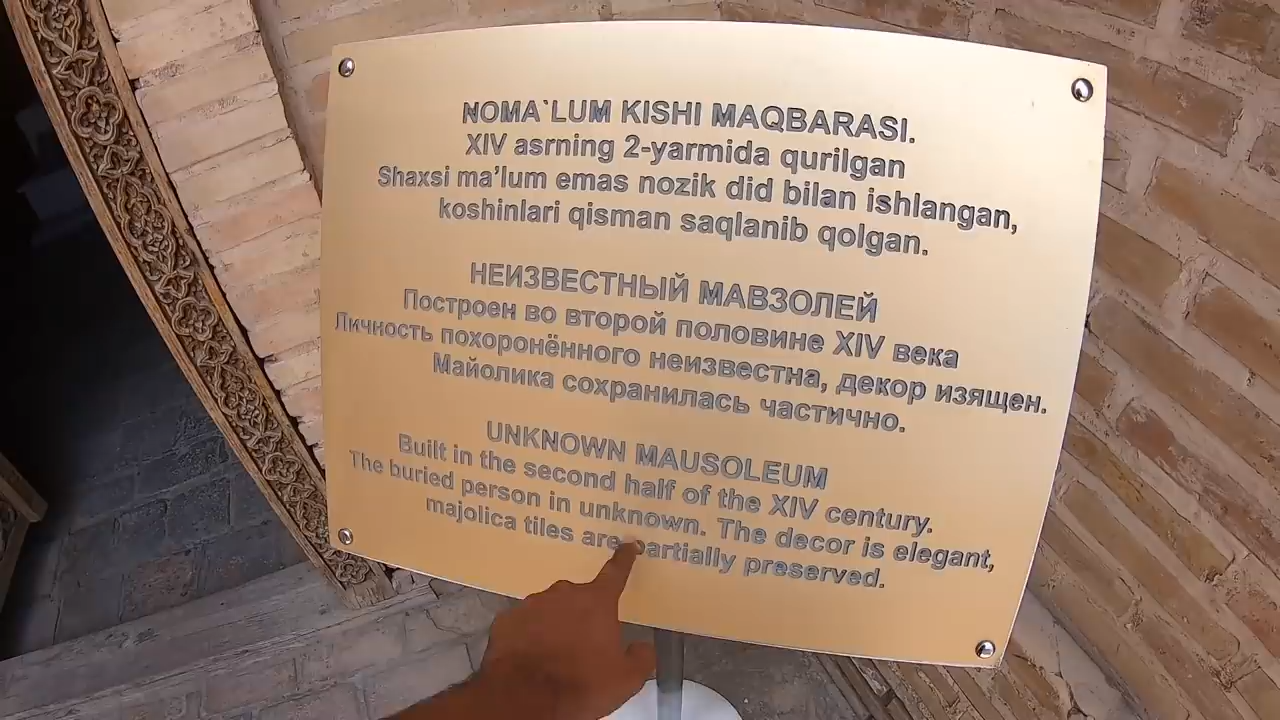 NOMA`LUM KISHI MAQBARASI.
XIV asrning 2-yarmida qurilgan
Shaxsi ma’lum emas nozik did bilan ishlangan,
koshinlari qisman saqlanib qolgan.
НЕИЗВЕСТНЫЙ МАВЗОЛЕЙ
Построен во второй половине XIV века
Личность похоронённого неизвестна, декор изящен.
Майолика сохранилась частично.
UNKNOWN MAUSOLEUM
Built in the second half of the XIV century.
The buried person in unknown. The decor is elegant,
majolica tiles are partially preserved.